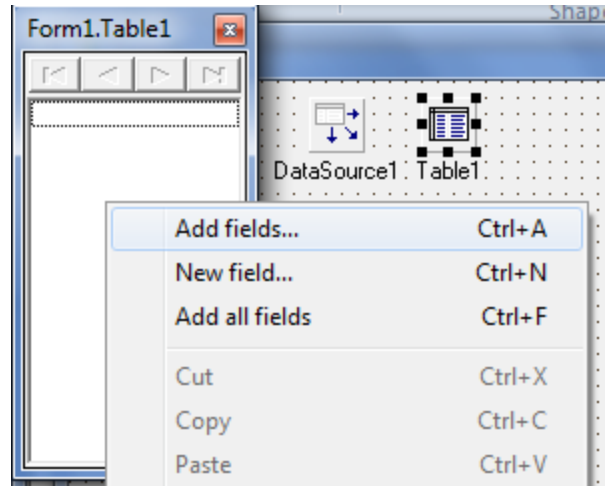 Form1.Table1
Shap
DataSource1 Table1
Add fields... Ctrl+A
New field... Ctrl+N
Add all fields Ctrl+F
Cut Ctrl+X
Copy Ctrl+C
Paste Ctrl+V